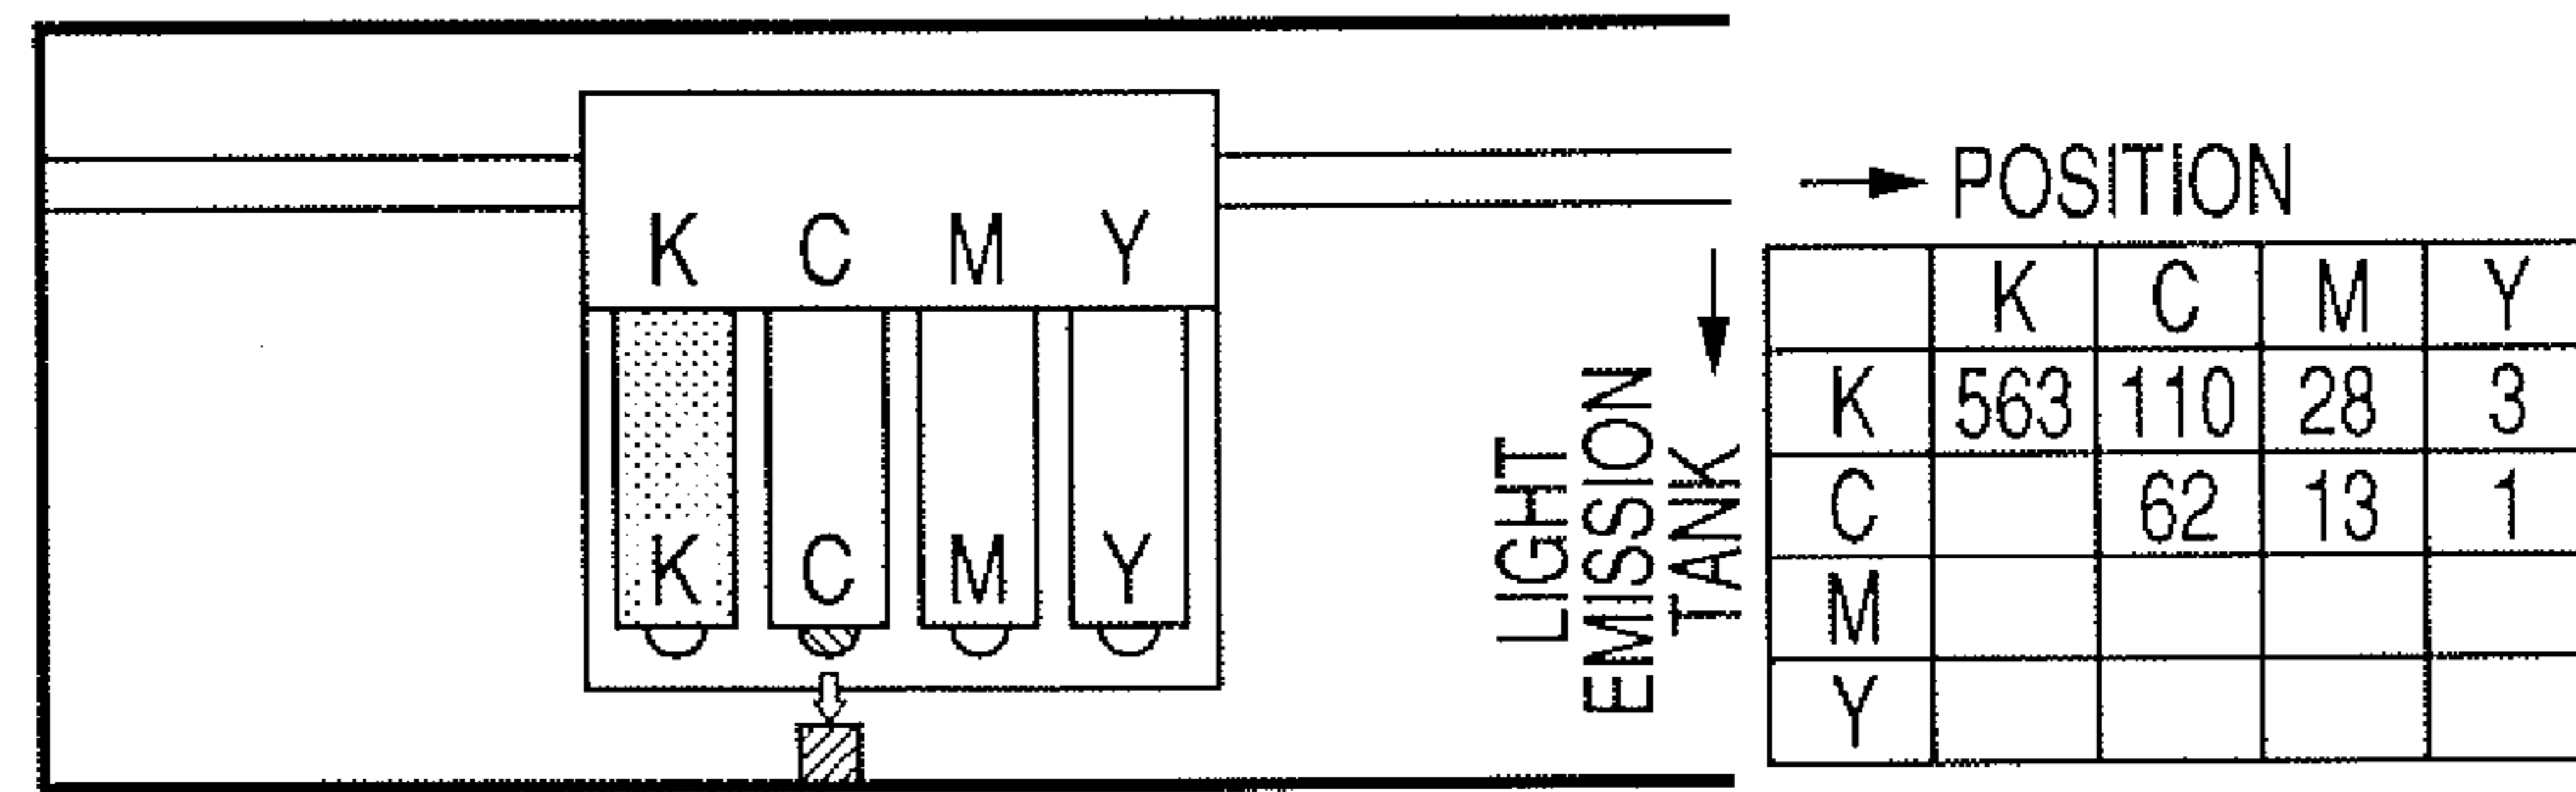 K C M Y
K C M Y
POSITION
LIGHT
EMISSION
TANK
K C M Y
K 563 110 28 3
C 62 13 1
M
Y